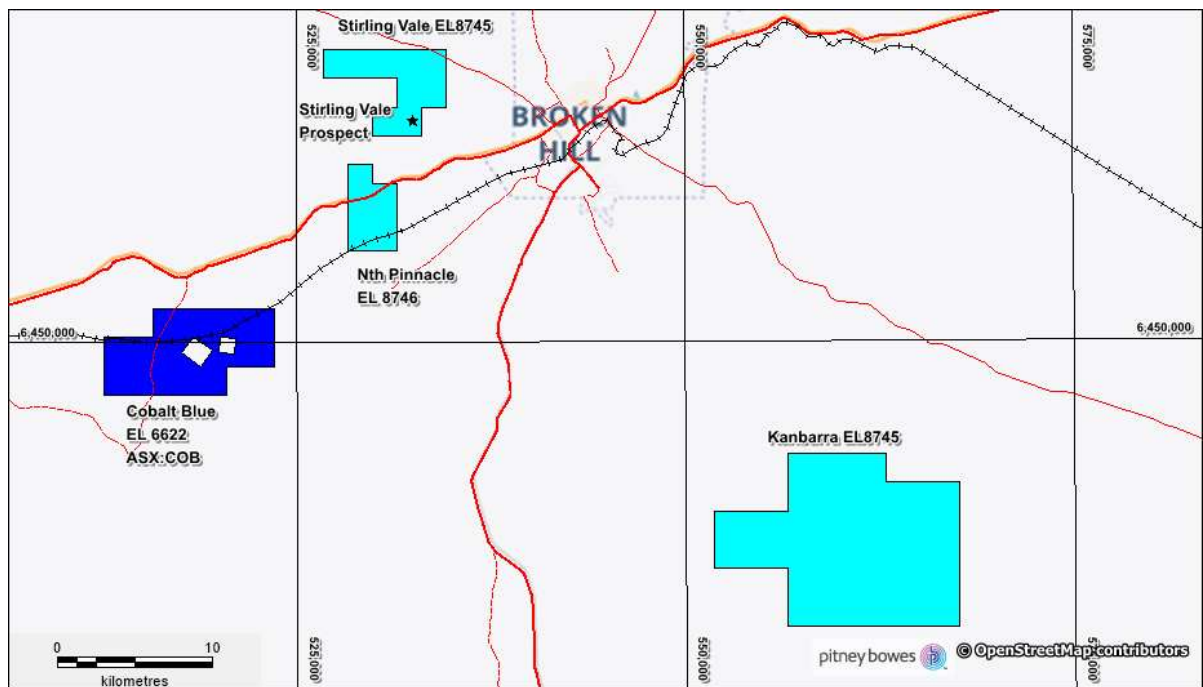 Stirling Vale EL8745
525,000
550,000
575,000
Stirling Vale
Prospect
BROKEN
HILL
Nth Pinnacle
EL 8746
6,450,000
6,450,000
Cobalt Blue
EL 6622
ASX:COB
Kanbarra EL8745
0 10
kilometres
525,000
550,000
575,000
pitney bowes
© OpenStreetMap contributors